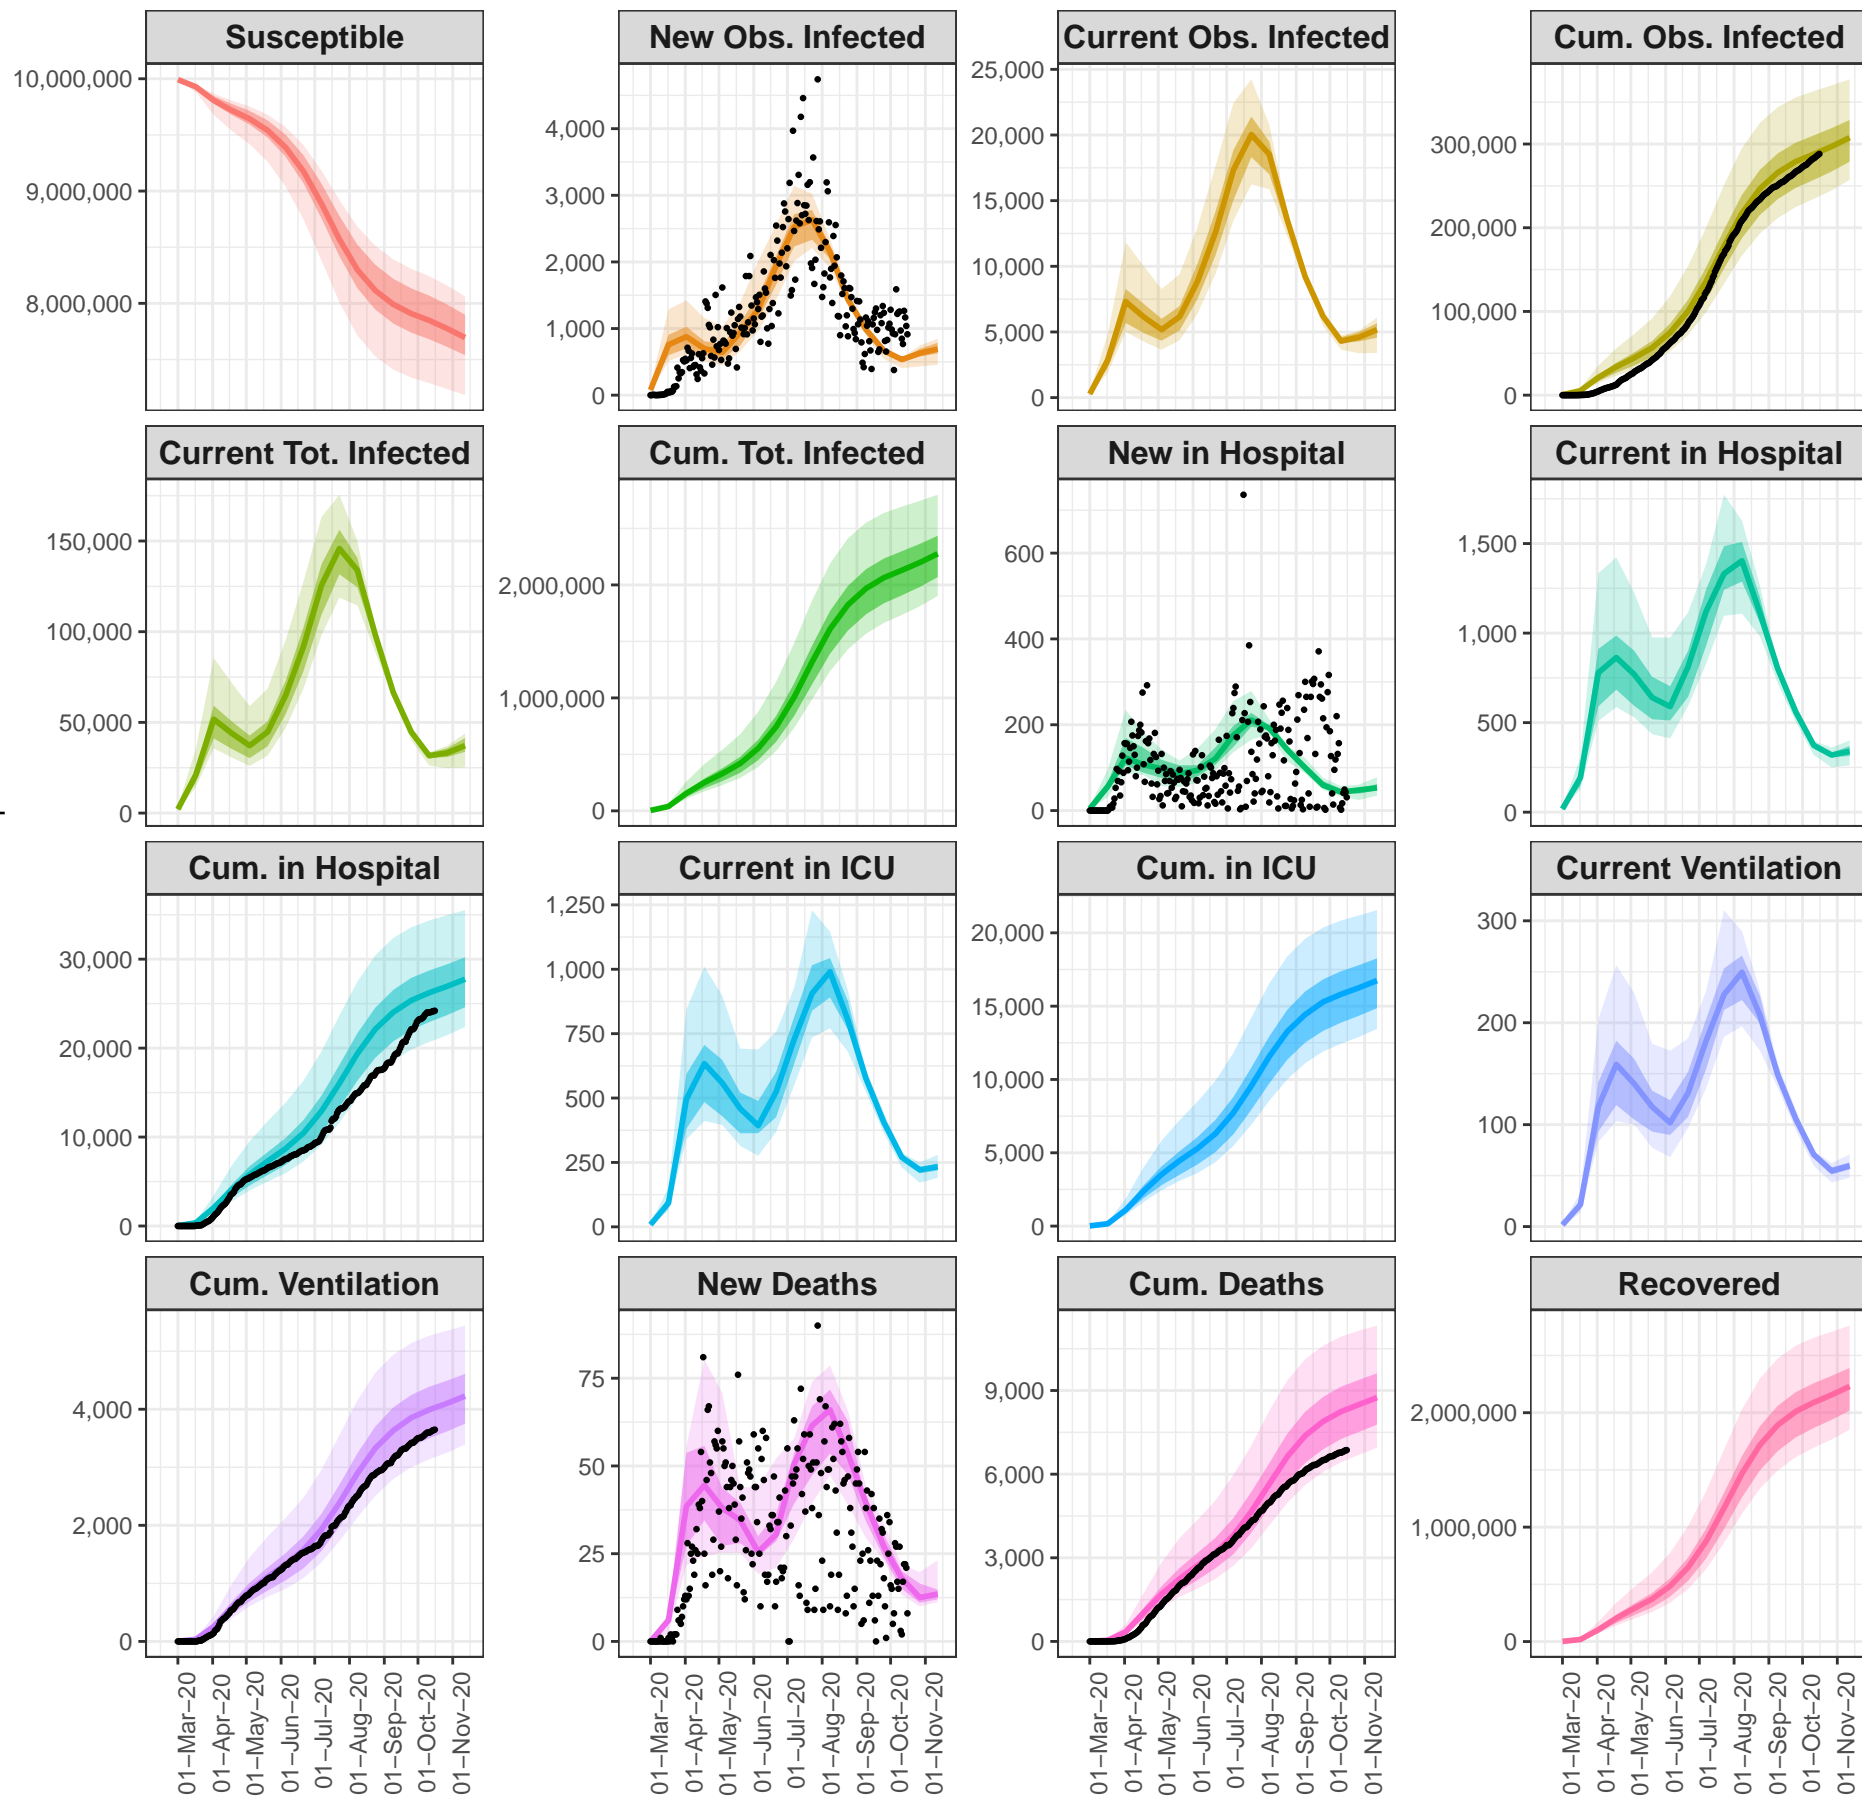 Susceptible
New Obs. Infected
Current Obs. Infected
Cum. Obs. Infected
10,000,000
9,000,000
8,000,000
4,000
3,000
2,000
1,000
0
25,000
20,000
15,000
10,000
5,000
0
300,000
200,000
100,000
0
Current Tot. Infected
Cum. Tot. Infected
New in Hospital
Current in Hospital
150,000
100,000
50,000
0
2,000,000
1,000,000
0
600
400
200
0
1,500
1,000
500
0
Cum. in Hospital
Current in ICU
Cum. in ICU
Current Ventilation
30,000
20,000
10,000
0
1,250
1,000
750
500
250
0
20,000
15,000
10,000
5,000
0
300
200
100
0
Cum. Ventilation
New Deaths
Cum. Deaths
Recovered
4,000
2,000
0
75
50
25
0
9,000
6,000
3,000
0
2,000,000
1,000,000
0
01−Mar−20
01−Apr−20
01−May−20
01−Jun−20
01−Jul−20
01−Aug−20
01−Sep−20
01−Oct−20
01−Nov−20
01−Mar−20
01−Apr−20
01−May−20
01−Jun−20
01−Jul−20
01−Aug−20
01−Sep−20
01−Oct−20
01−Nov−20
01−Mar−20
01−Apr−20
01−May−20
01−Jun−20
01−Jul−20
01−Aug−20
01−Sep−20
01−Oct−20
01−Nov−20
01−Mar−20
01−Apr−20
01−May−20
01−Jun−20
01−Jul−20
01−Aug−20
01−Sep−20
01−Oct−20
01−Nov−20